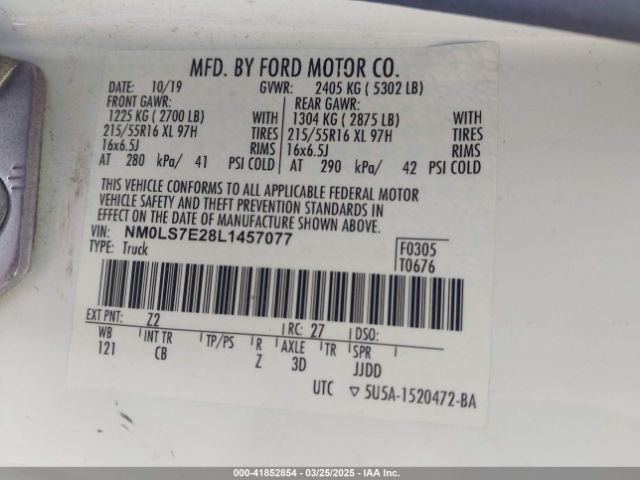 MFD. BY FORD MOTOR CO.
DATE: 10/19 GVWR: 2405 KG ( 5302 LB)
FRONT GAWR: REAR GAWR:
1225 KG ( 2700 LB) WITH 1304 KG ( 2875 LB) WITH
215/55R16 XL 97H TIRES 215/55R16 XL 97H TIRES
16x6.5J RIMS 16x6.5J RIMS
AT 280 kPa/ 41 PSI COLD AT 290 kPa/ 42 PSI COLD
THIS VEHICLE CONFORMS TO ALL APPLICABLE FEDERAL MOTOR
VEHICLE SAFETY AND THEFT PREVENTION STANDARDS IN
EFFECT ON THE DATE OF MANUFACTURE SHOWN ABOVE.
VIN: NM0LS7E28L1457077
TYPE: Truck
F0305
T0676
EXT PNT: Z2 RC: 27 DSO:
WB INT TR TP/PS R AXLE TR SPR
121 CB Z 3D JJDD
UTC ▽ 5U5A-1520472-BA
000-41852854 | 03/25/2025 | IAA Inc.